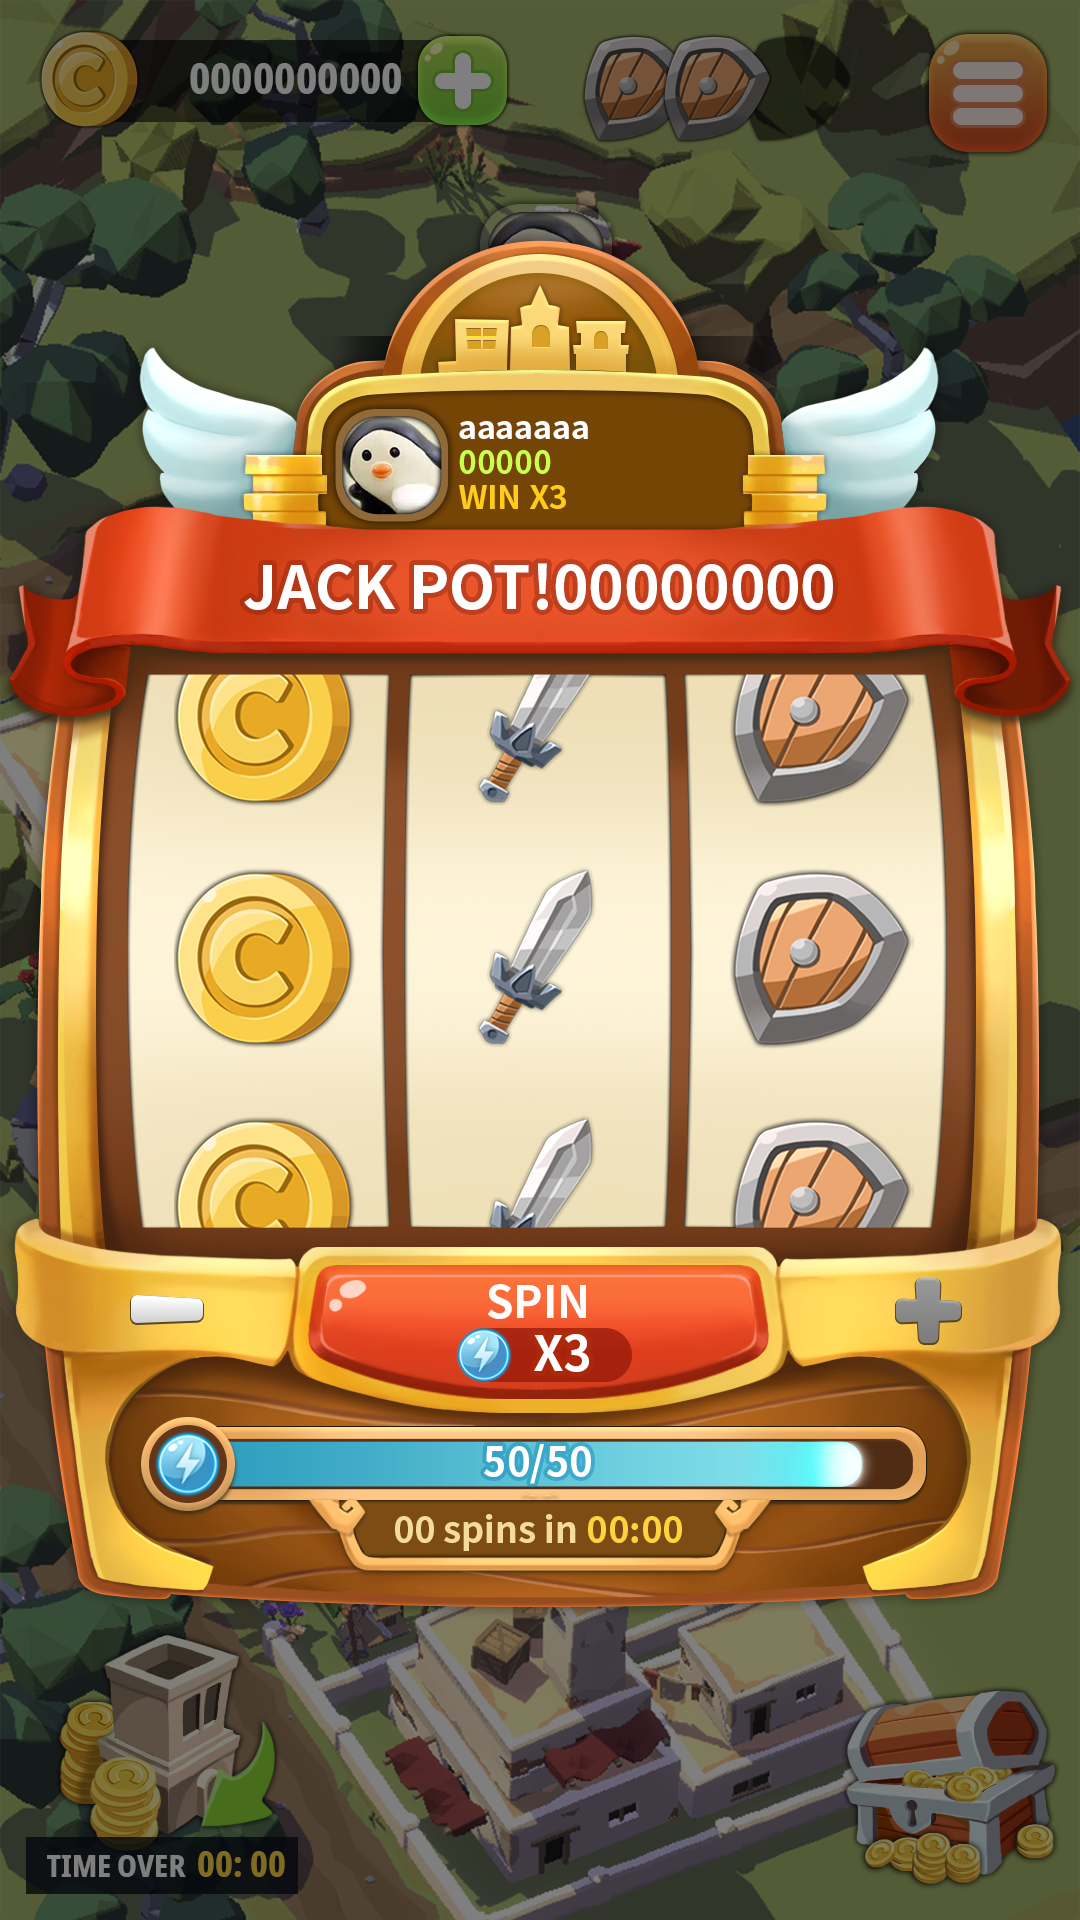 0000000000
aaaaaaa
00000
WIN X3
JACK POT!00000000
SPIN
X3
50/50
00 spins in 00:00
TIME OVER 00: 00